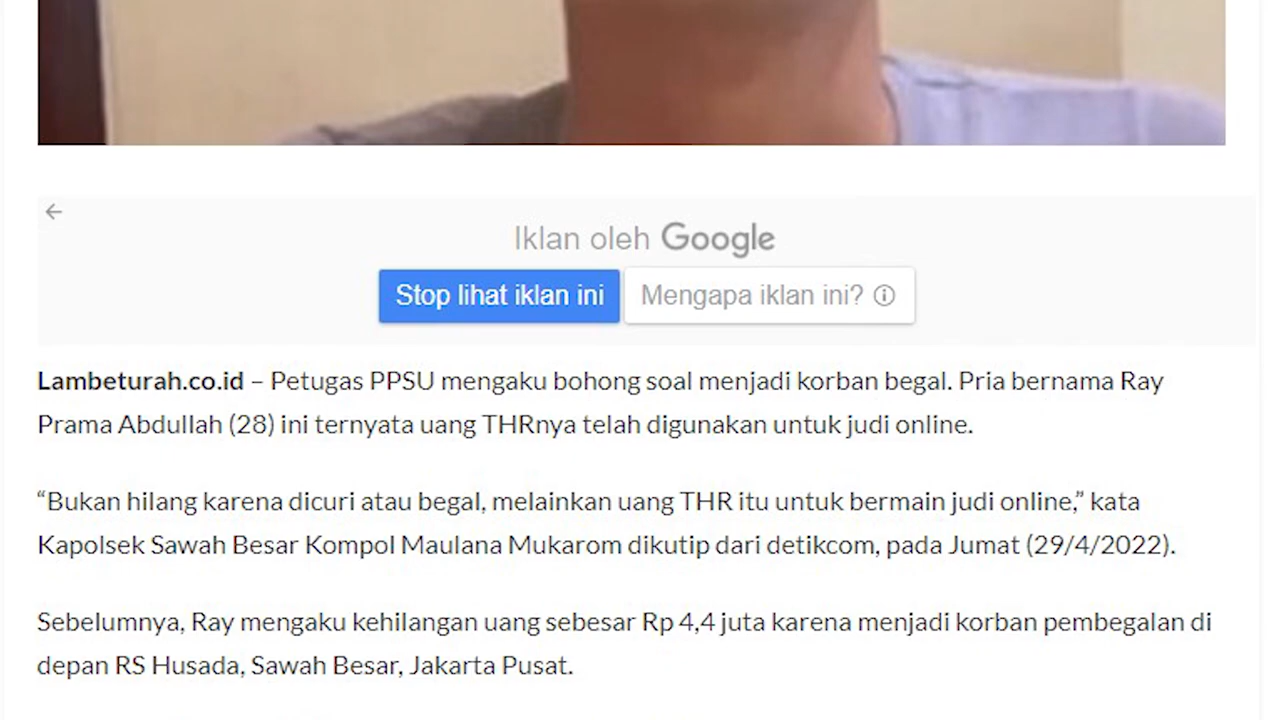 Iklan oleh Google
Stop lihat iklan ini
Mengapa iklan ini?
Lambeturah.co.id – Petugas PPSU mengaku bohong soal menjadi korban begal. Pria bernama Ray
Prama Abdullah (28) ini ternyata uang THRnya telah digunakan untuk judi online.
“Bukan hilang karena dicuri atau begal, melainkan uang THR itu untuk bermain judi online,” kata
Kapolsek Sawah Besar Kompol Maulana Mukarom dikutip dari detikcom, pada Jumat (29/4/2022).
Sebelumnya, Ray mengaku kehilangan uang sebesar Rp 4,4 juta karena menjadi korban pembegalan di
depan RS Husada, Sawah Besar, Jakarta Pusat.